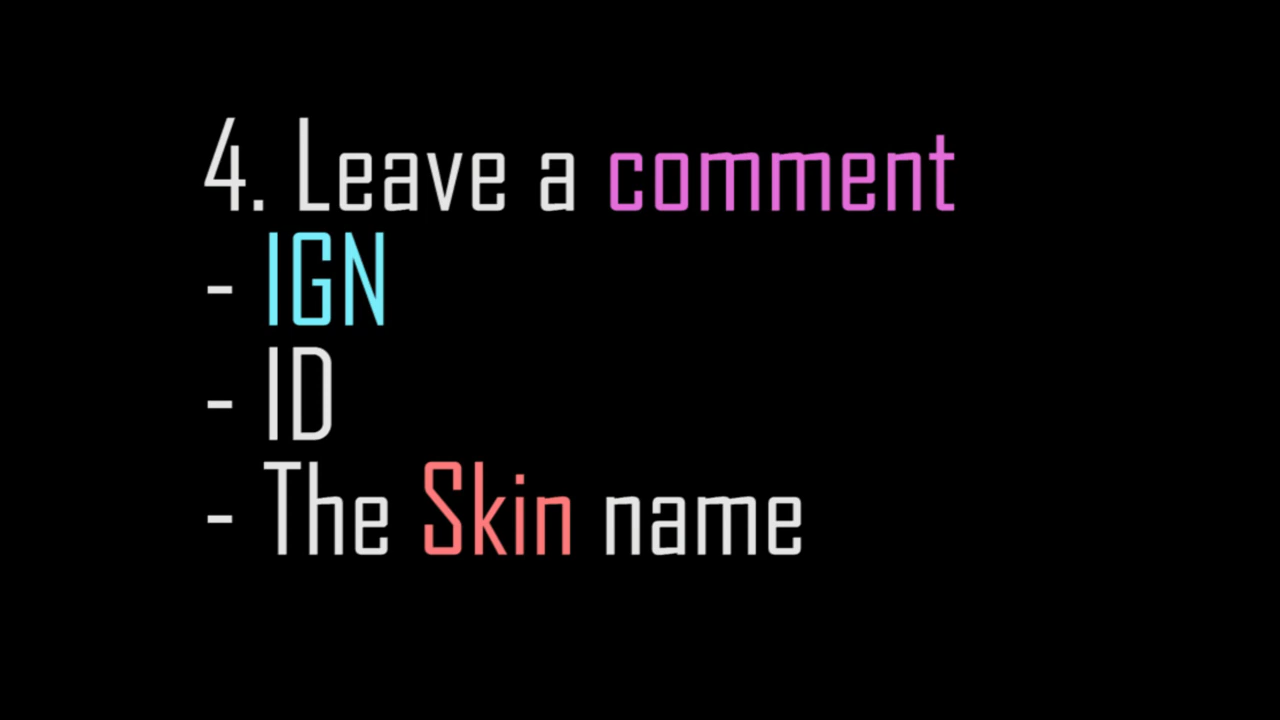 4. Leave a comment
- IGN
- ID
- The Skin name